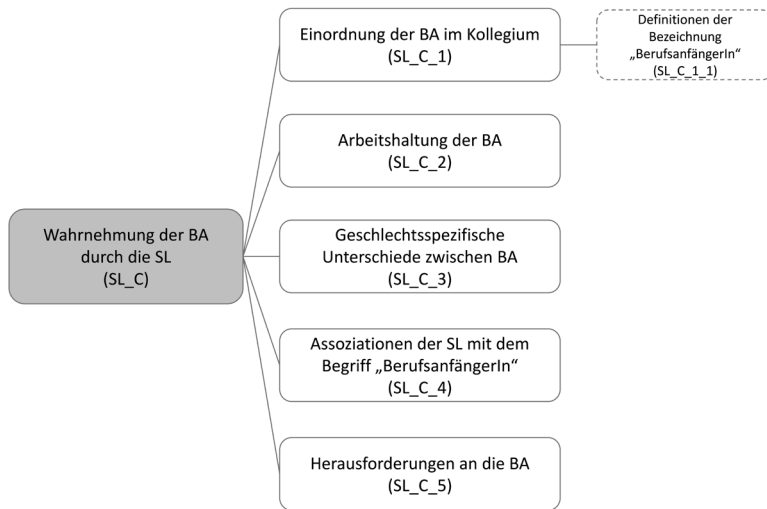 Einordnung der BA im Kollegium
(SL_C_1)
Definitionen der
Bezeichnung
„BerufsanfängerIn“
(SL_C_1_1)
Arbeitshaltung der BA
(SL_C_2)
Wahrnehmung der BA
durch die SL
(SL_C)
Geschlechtsspezifische
Unterschiede zwischen BA
(SL_C_3)
Assoziationen der SL mit dem
Begriff „BerufsanfängerIn“
(SL_C_4)
Herausforderungen an die BA
(SL_C_5)